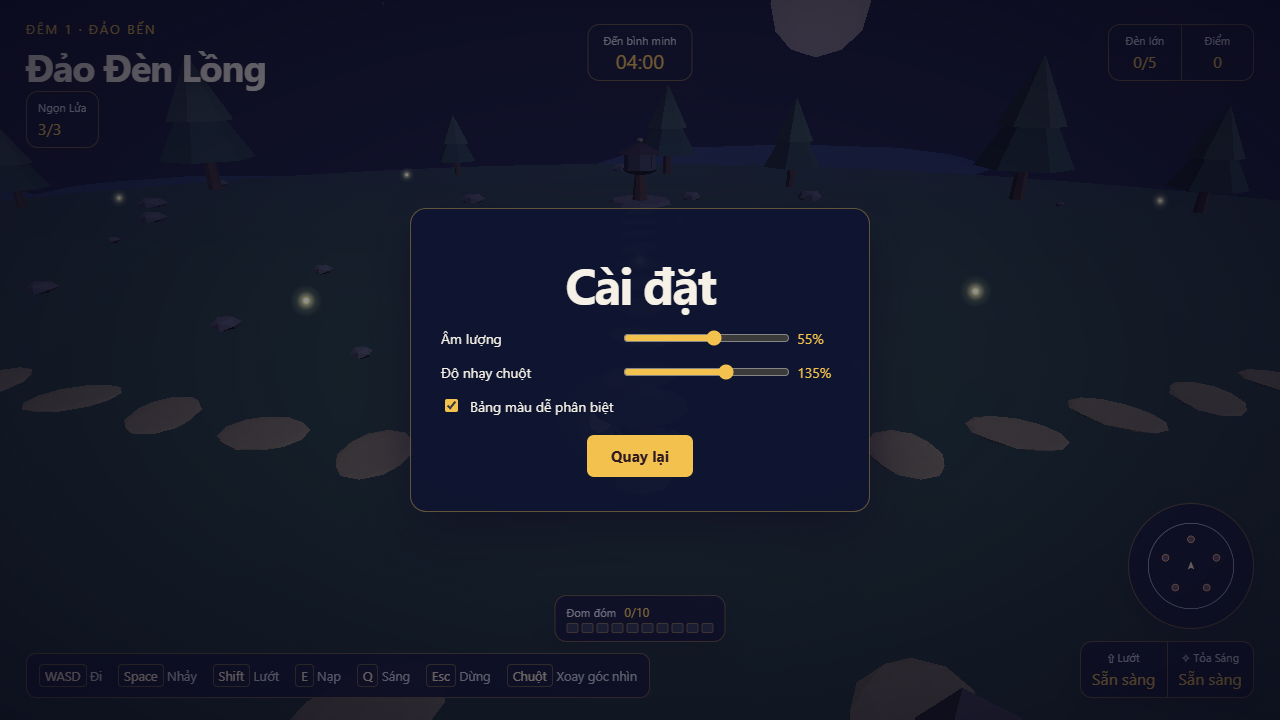 ĐÊM 1 · ĐẢO BẾN
Đảo Đèn Lồng
Ngọn Lửa
3/3
Đến bình minh
04:00
Đèn lớn
0/5
Điểm
0
Cài đặt
Âm lượng 55%
Độ nhạy chuột 135%
Bảng màu dễ phân biệt
Quay lại
Đom đóm 0/10
WASD Đi Space Nhảy Shift Lướt E Nạp Q Sáng Esc Dừng Chuột Xoay góc nhìn
⇧ Lướt
Sẵn sàng
✧ Tỏa Sáng
Sẵn sàng